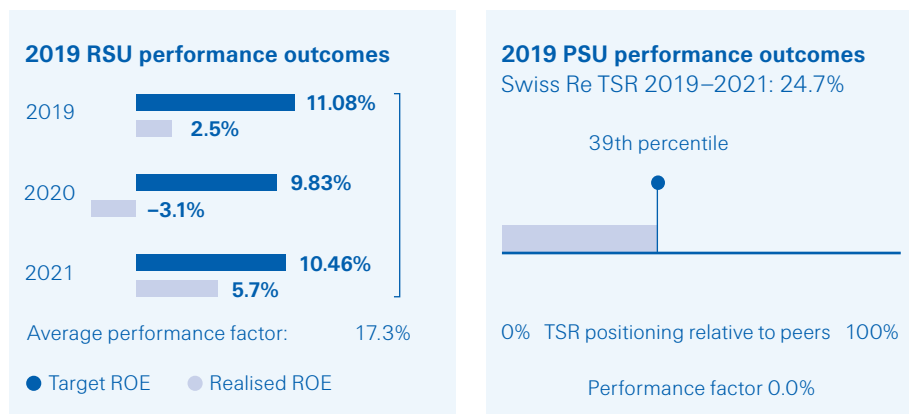 2019 RSU performance outcomes
2019
11.08%
2.5%
2020
9.83%
–3.1%
2021
10.46%
5.7%
Average performance factor: 17.3%
Target ROE Realised ROE
2019 PSU performance outcomes
Swiss Re TSR 2019–2021: 24.7%
39th percentile
0% TSR positioning relative to peers 100%
Performance factor 0.0%